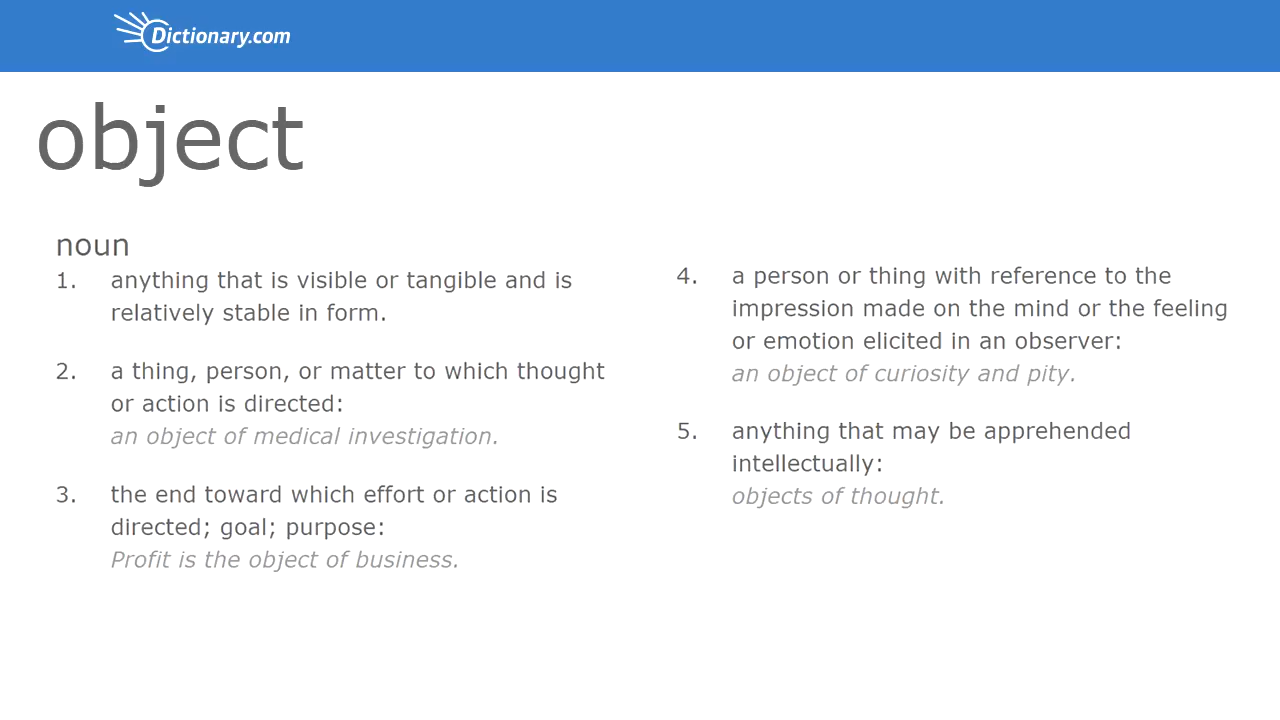 Dictionary.com
object
noun
1. anything that is visible or tangible and is
relatively stable in form.
2. a thing, person, or matter to which thought
or action is directed:
an object of medical investigation.
3. the end toward which effort or action is
directed; goal; purpose:
Profit is the object of business.
4. a person or thing with reference to the
impression made on the mind or the feeling
or emotion elicited in an observer:
an object of curiosity and pity.
5. anything that may be apprehended
intellectually:
objects of thought.